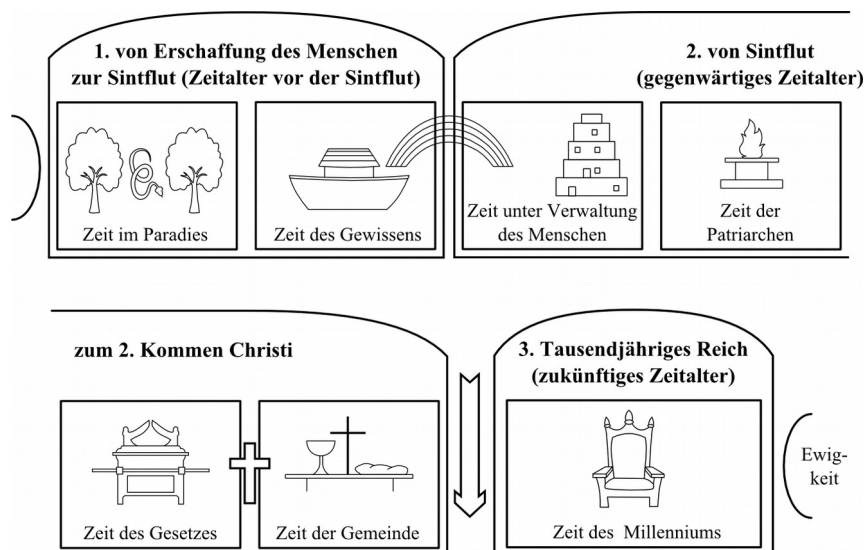 1. von Erschaffung des Menschen
zur Sintflut (Zeitalter vor der Sintflut)
2. von Sintflut
(gegenwärtiges Zeitalter)
Zeit im Paradies
Zeit des Gewissens
Zeit unter Verwaltung
des Menschen
Zeit der
Patriarchen
zum 2. Kommen Christi
3. Tausendjähriges Reich
(zukünftiges Zeitalter)
Zeit des Gesetzes
Zeit der Gemeinde
Zeit des Millenniums
Ewig-
keit